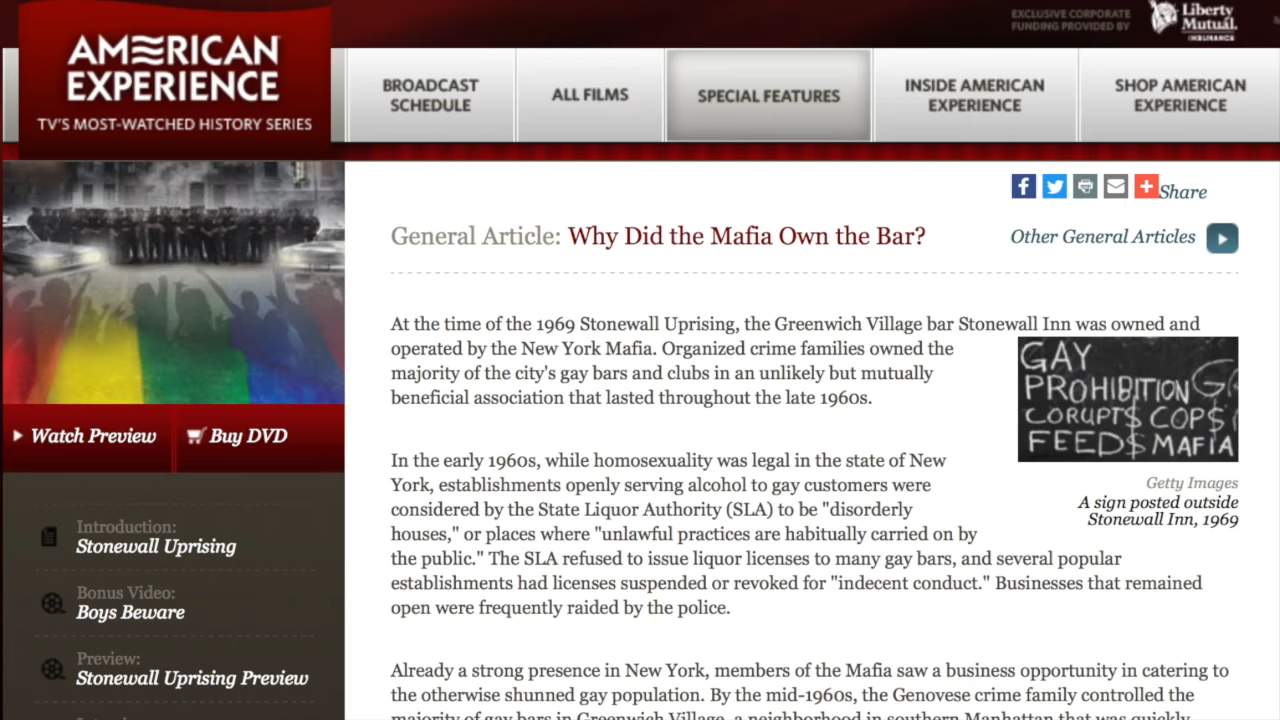 EXCLUSIVE CORPORATE
FUNDING PROVIDED BY
Liberty
Mutual.
INSURANCE
AMERICAN
EXPERIENCE
TV'S MOST-WATCHED HISTORY SERIES
BROADCAST
SCHEDULE
ALL FILMS
SPECIAL FEATURES
INSIDE AMERICAN
EXPERIENCE
SHOP AMERICAN
EXPERIENCE
Share
General Article: Why Did the Mafia Own the Bar?
Other General Articles
At the time of the 1969 Stonewall Uprising, the Greenwich Village bar Stonewall Inn was owned and
operated by the New York Mafia. Organized crime families owned the
majority of the city's gay bars and clubs in an unlikely but mutually
beneficial association that lasted throughout the late 1960s.
GAY
PROHIBITION
CORUPT$ COP$
FEED$ MAFIA
Getty Images
A sign posted outside
Stonewall Inn, 1969
In the early 1960s, while homosexuality was legal in the state of New
York, establishments openly serving alcohol to gay customers were
considered by the State Liquor Authority (SLA) to be "disorderly
houses," or places where "unlawful practices are habitually carried on by
the public." The SLA refused to issue liquor licenses to many gay bars, and several popular
establishments had licenses suspended or revoked for "indecent conduct." Businesses that remained
open were frequently raided by the police.
Already a strong presence in New York, members of the Mafia saw a business opportunity in catering to
the otherwise shunned gay population. By the mid-1960s, the Genovese crime family controlled the
majority of gay bars in Greenwich Village, a neighborhood in southern Manhattan that was quickly
Watch Preview
Buy DVD
Introduction:
Stonewall Uprising
Bonus Video:
Boys Beware
Preview:
Stonewall Uprising Preview